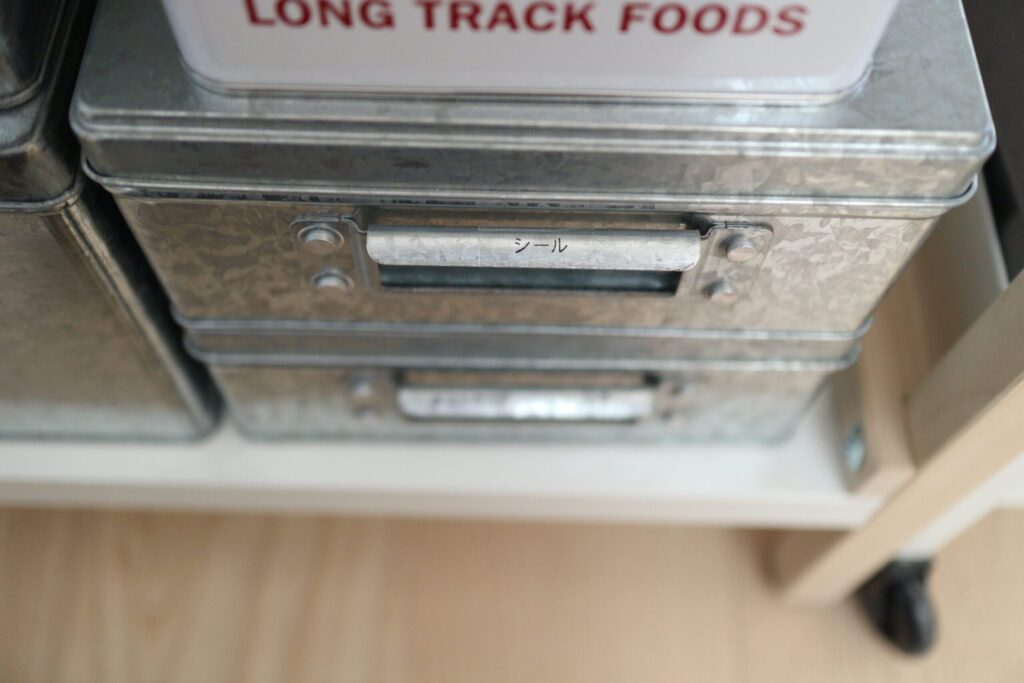 LONG TRACK FOODS
シール